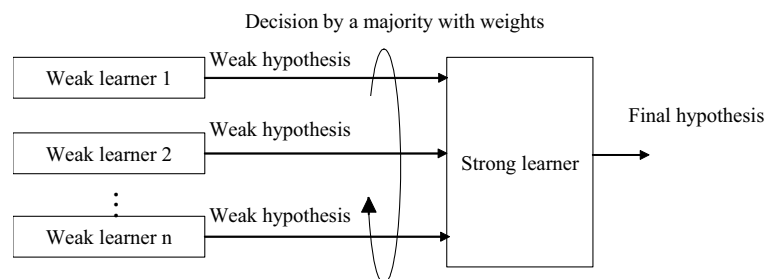 Decision by a majority with weights
Weak learner 1
Weak hypothesis
Weak learner 2
Weak hypothesis
Weak learner n
Weak hypothesis
Strong learner
Final hypothesis